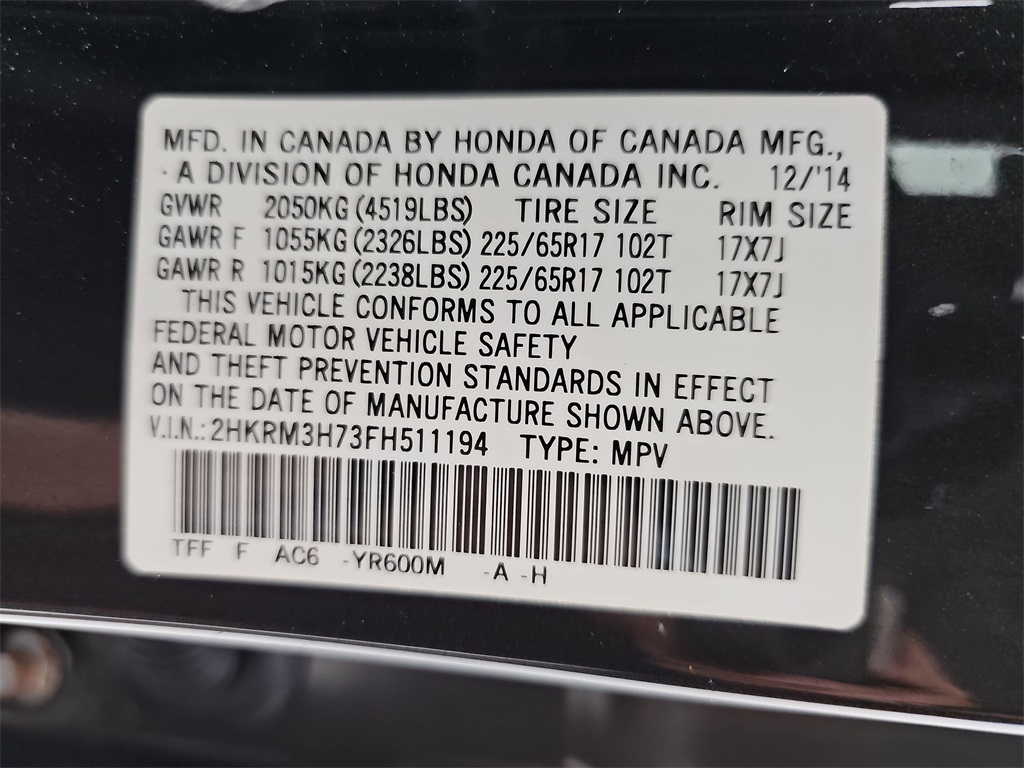 MFD. IN CANADA BY HONDA OF CANADA MFG.,
A DIVISION OF HONDA CANADA INC. 12/'14
GVWR 2050KG (4519LBS) TIRE SIZE RIM SIZE
GAWR F 1055KG (2326LBS) 225/65R17 102T 17X7J
GAWR R 1015KG (2238LBS) 225/65R17 102T 17X7J
THIS VEHICLE CONFORMS TO ALL APPLICABLE
FEDERAL MOTOR VEHICLE SAFETY
AND THEFT PREVENTION STANDARDS IN EFFECT
ON THE DATE OF MANUFACTURE SHOWN ABOVE.
V.I.N.: 2HKRM3H73FH511194 TYPE: MPV
TFF F AC6 -YR600M -A -H